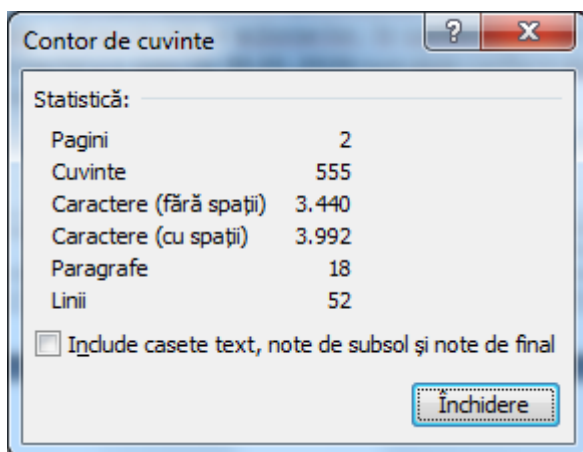 Contor de cuvinte
Statistică:
Pagini 2
Cuvinte 555
Caractere (fără spații) 3.440
Caractere (cu spații) 3.992
Paragrafe 18
Linii 52
Include casete text, note de subsol și note de final
Închidere